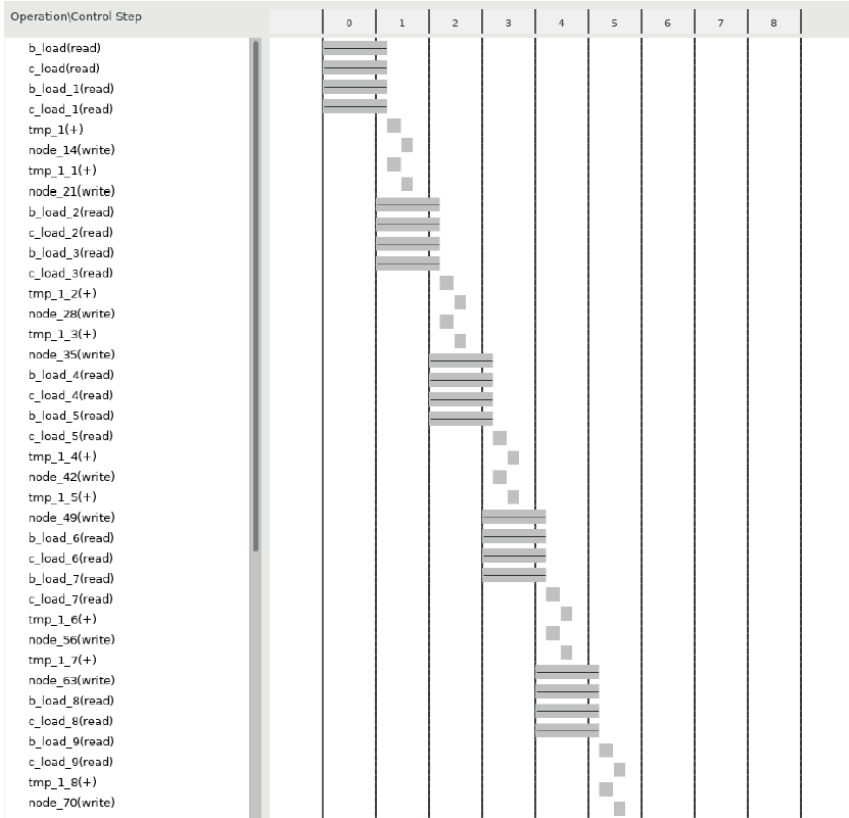 Operation\Control Step
0 1 2 3 4 5 6 7 8
b_load(read)
c_load(read)
b_load_1(read)
c_load_1(read)
tmp_1(+)
node_14(write)
tmp_1_1(+)
node_21(write)
b_load_2(read)
c_load_2(read)
b_load_3(read)
c_load_3(read)
tmp_1_2(+)
node_28(write)
tmp_1_3(+)
node_35(write)
b_load_4(read)
c_load_4(read)
b_load_5(read)
c_load_5(read)
tmp_1_4(+)
node_42(write)
tmp_1_5(+)
node_49(write)
b_load_6(read)
c_load_6(read)
b_load_7(read)
c_load_7(read)
tmp_1_6(+)
node_56(write)
tmp_1_7(+)
node_63(write)
b_load_8(read)
c_load_8(read)
b_load_9(read)
c_load_9(read)
tmp_1_8(+)
node_70(write)